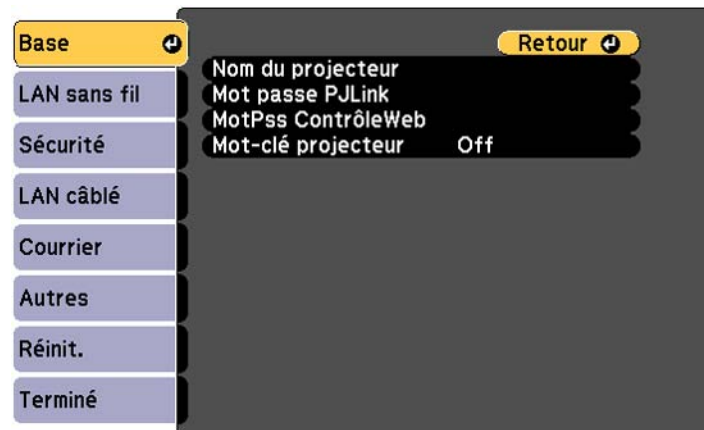 Base
LAN sans fil
Sécurité
LAN câblé
Courrier
Autres
Réinit.
Terminé
Retour
Nom du projecteur
Mot passe PJLink
MotPss ContrôleWeb
Mot-clé projecteur Off